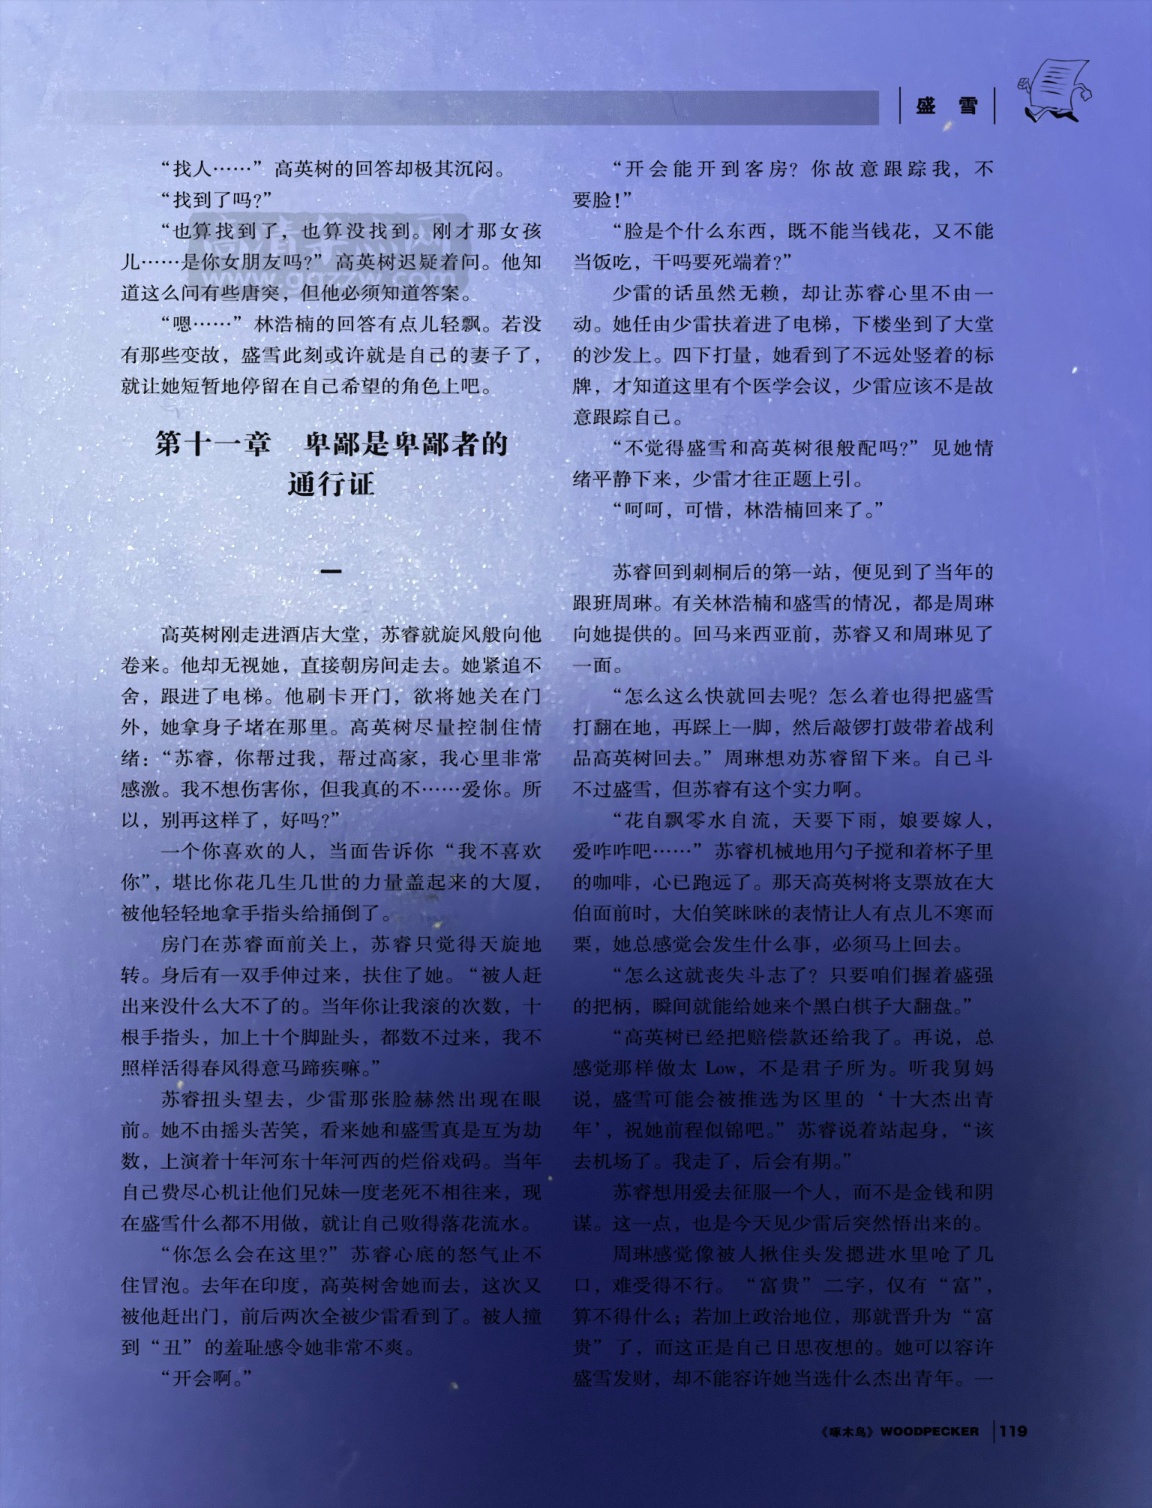 盛 雪
“找人……”高英树的回答却极其沉闷。
“找到了吗?”
“也算找到了，也算没找到。刚才那女孩
儿……是你女朋友吗?”高英树迟疑着问。他知
道这么问有些唐突，但他必须知道答案。
“嗯……”林浩楠的回答有点儿轻飘。若没
有那些变故，盛雪此刻或许就是自己的妻子了，
就让她短暂地停留在自己希望的角色上吧。
第十一章　卑鄙是卑鄙者的
通行证
一
高英树刚走进酒店大堂，苏睿就旋风般向他
卷来。他却无视她，直接朝房间走去。她紧追不
舍，跟进了电梯。他刷卡开门，欲将她关在门
外，她拿身子堵在那里。高英树尽量控制住情
绪：“苏睿，你帮过我，帮过高家，我心里非常
感激。我不想伤害你，但我真的不……爱你。所
以，别再这样了，好吗?”
一个你喜欢的人，当面告诉你“我不喜欢
你”，堪比你花几生几世的力量盖起来的大厦，
被他轻轻地拿手指头给捅倒了。
房门在苏睿面前关上，苏睿只觉得天旋地
转。身后有一双手伸过来，扶住了她。“被人赶
出来没什么大不了的。当年你让我滚的次数，十
根手指头，加上十个脚趾头，都数不过来，我不
照样活得春风得意马蹄疾嘛。”
苏睿扭头望去，少雷那张脸赫然出现在眼
前。她不由摇头苦笑，看来她和盛雪真是互为劫
数，上演着十年河东十年河西的烂俗戏码。当年
自己费尽心机让他们兄妹一度老死不相往来，现
在盛雪什么都不用做，就让自己败得落花流水。
“你怎么会在这里?”苏睿心底的怒气止不
住冒泡。去年在印度，高英树舍她而去，这次又
被他赶出门，前后两次全被少雷看到了。被人撞
到“丑”的羞耻感令她非常不爽。
“开会啊。”
“开会能开到客房? 你故意跟踪我，不
要脸!”
“脸是个什么东西，既不能当钱花，又不能
当饭吃，干吗要死端着?”
少雷的话虽然无赖，却让苏睿心里不由一
动。她任由少雷扶着进了电梯，下楼坐到了大堂
的沙发上。四下打量，她看到了不远处竖着的标
牌，才知道这里有个医学会议，少雷应该不是故
意跟踪自己。
“不觉得盛雪和高英树很般配吗?”见她情
绪平静下来，少雷才往正题上引。
“呵呵，可惜，林浩楠回来了。”
苏睿回到刺桐后的第一站，便见到了当年的
跟班周琳。有关林浩楠和盛雪的情况，都是周琳
向她提供的。回马来西亚前，苏睿又和周琳见了
一面。
“怎么这么快就回去呢? 怎么着也得把盛雪
打翻在地，再踩上一脚，然后敲锣打鼓带着战利
品高英树回去。”周琳想劝苏睿留下来。自己斗
不过盛雪，但苏睿有这个实力啊。
“花自飘零水自流，天要下雨，娘要嫁人，
爱咋咋吧……”苏睿机械地用勺子搅和着杯子里
的咖啡，心已跑远了。那天高英树将支票放在大
伯面前时，大伯笑眯眯的表情让人有点儿不寒而
栗，她总感觉会发生什么事，必须马上回去。
“怎么这就丧失斗志了? 只要咱们握着盛强
的把柄，瞬间就能给她来个黑白棋子大翻盘。”
“高英树已经把赔偿款还给我了。再说，总
感觉那样做太 Low，不是君子所为。听我舅妈
说，盛雪可能会被推选为区里的‘十大杰出青
年’，祝她前程似锦吧。”苏睿说着站起身，“该
去机场了。我走了，后会有期。”
苏睿想用爱去征服一个人，而不是金钱和阴
谋。这一点，也是今天见少雷后突然悟出来的。
周琳感觉像被人揪住头发摁进水里呛了几
口，难受得不行。“富贵”二字，仅有“富”，
算不得什么；若加上政治地位，那就晋升为“富
贵”了，而这正是自己日思夜想的。她可以容许
盛雪发财，却不能容许她当选什么杰出青年。一
《啄木鸟》WOODPECKER 119
www.gqzzw.com